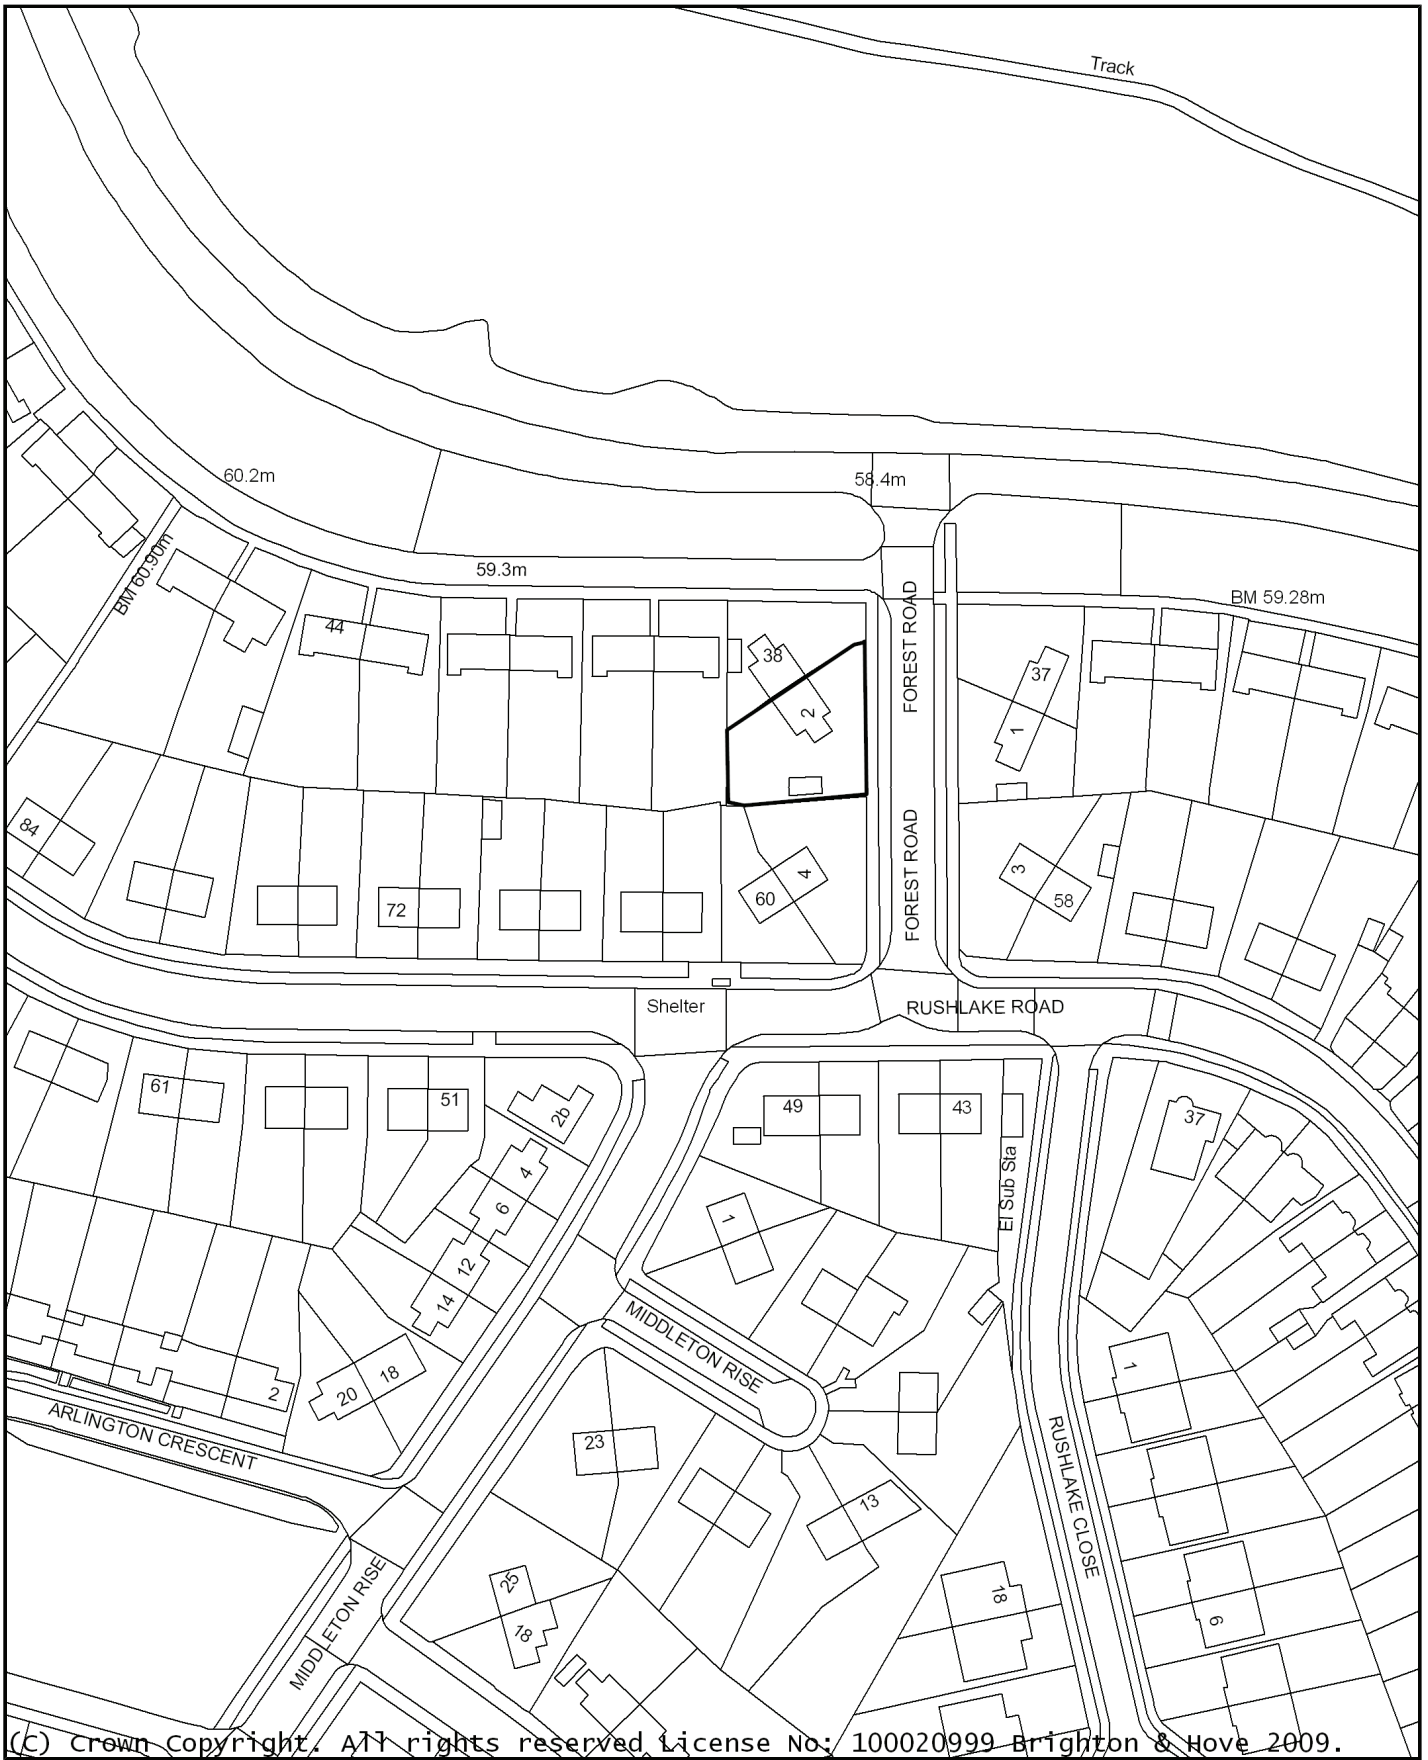 Track
60.2m
58.4m
BM 60.90m
59.3m
BM 59.28m
FOREST ROAD
44
38
37
2
1
FOREST ROAD
84
3
4
72
60
58
Shelter
RUSHLAKE ROAD
61
51
49
43
2b
37
4
El Sub Sta
6
1
12
14
MIDDLETON RISE
1
2
20
18
ARLINGTON CRESCENT
23
RUSHLAKE CLOSE
13
25
18
18
6
MIDDLETON RISE
(C) Crown Copyright. All rights reserved License No: 100020999 Brighton & Hove 2009.